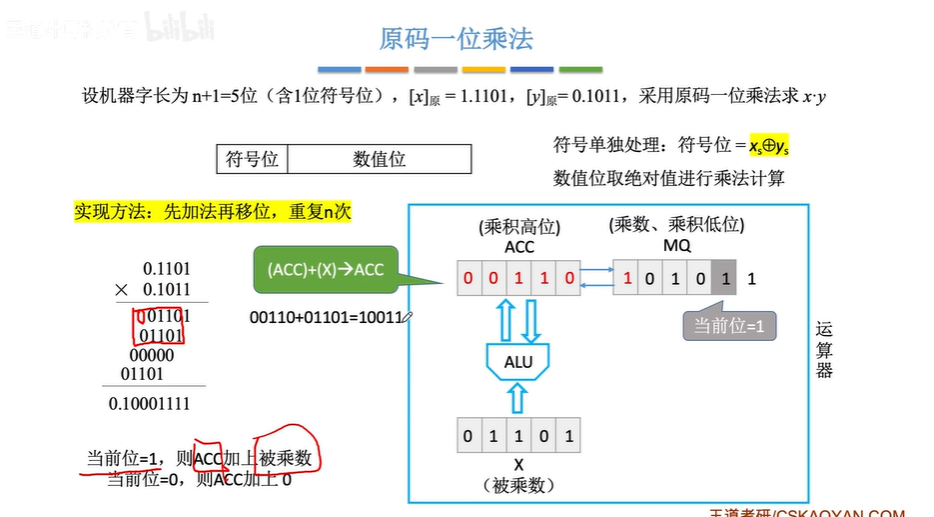 bilibili
原码一位乘法
设机器字长为 n+1=5位（含1位符号位），[x]原 = 1.1101，[y]原= 0.1011，采用原码一位乘法求 x·y
符号位 数值位
符号单独处理：符号位 = xs⊕ys
数值位取绝对值进行乘法计算
实现方法：先加法再移位，重复n次
(乘积高位) (乘数、乘积低位)
ACC MQ
(ACC)+(X)→ACC
0 0 1 1 0 1 0 1 0 1 1
00110+01101=10011
当前位=1
0.1101
× 0.1011
01101
01101
00000
01101
0.10001111
ALU
运算器
0 1 1 0 1
X
（被乘数）
当前位=1，则ACC加上被乘数
当前位=0，则ACC加上 0
王道考研/CSKAOYAN.COM